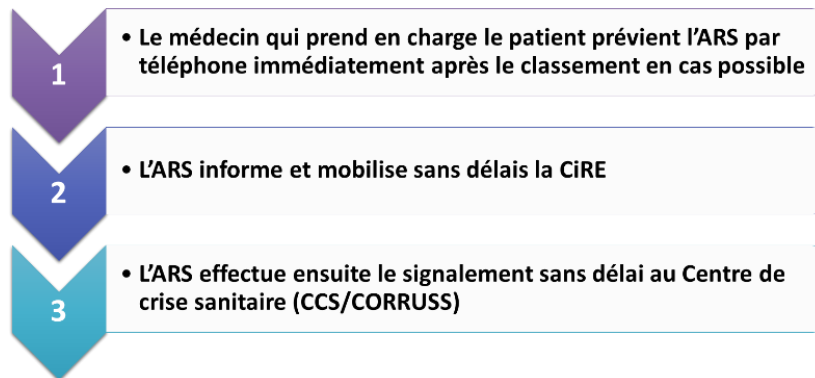 1
• Le médecin qui prend en charge le patient prévient l’ARS par
téléphone immédiatement après le classement en cas possible
2
• L’ARS informe et mobilise sans délais la CiRE
3
• L’ARS effectue ensuite le signalement sans délai au Centre de
crise sanitaire (CCS/CORRUSS)